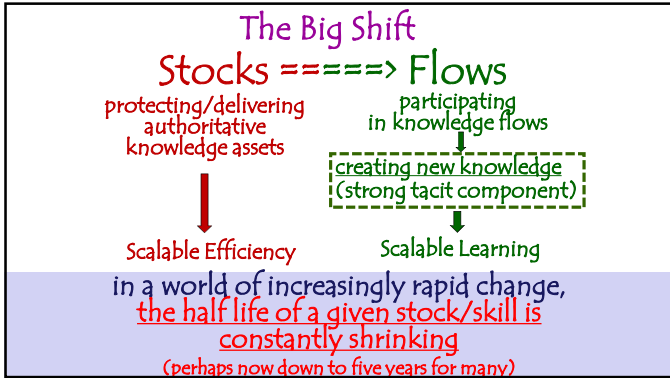 The Big Shift
Stocks =====> Flows
protecting/delivering
authoritative
knowledge assets
participating
in knowledge flows
creating new knowledge
(strong tacit component)
Scalable Efficiency
Scalable Learning
in a world of increasingly rapid change,
the half life of a given stock/skill is
constantly shrinking
(perhaps now down to five years for many)